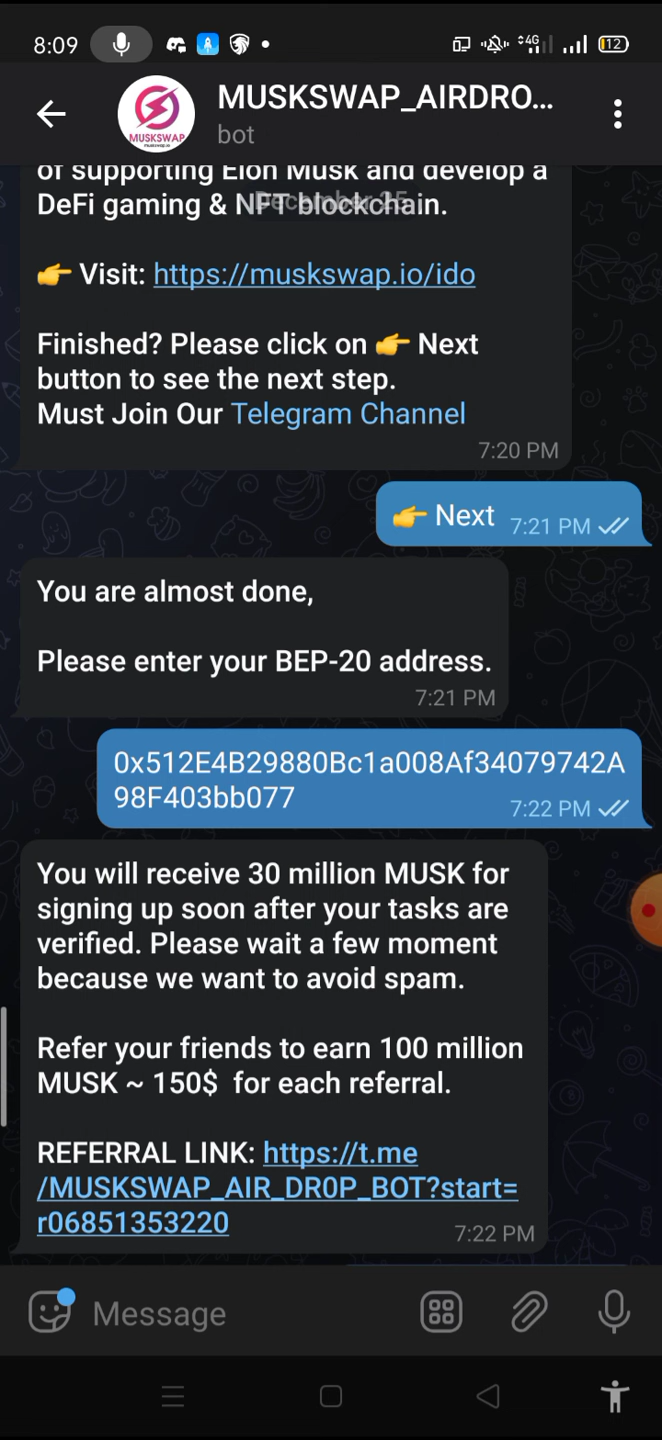 8:09
4G
12
MUSKSWAP
MUSKSWAP_AIRDRO...
bot
of supporting Elon Musk and develop a
December 25
DeFi gaming & NFT blockchain.
👉 Visit: https://muskswap.io/ido
Finished? Please click on 👉 Next
button to see the next step.
Must Join Our Telegram Channel
7:20 PM
👉 Next 7:21 PM
You are almost done,
Please enter your BEP-20 address.
7:21 PM
0x512E4B29880Bc1a008Af34079742A
98F403bb077 7:22 PM
You will receive 30 million MUSK for
signing up soon after your tasks are
verified. Please wait a few moment
because we want to avoid spam.
Refer your friends to earn 100 million
MUSK ~ 150$  for each referral.
REFERRAL LINK: https://t.me
/MUSKSWAP_AIR_DR0P_BOT?start=
r06851353220 7:22 PM
Message